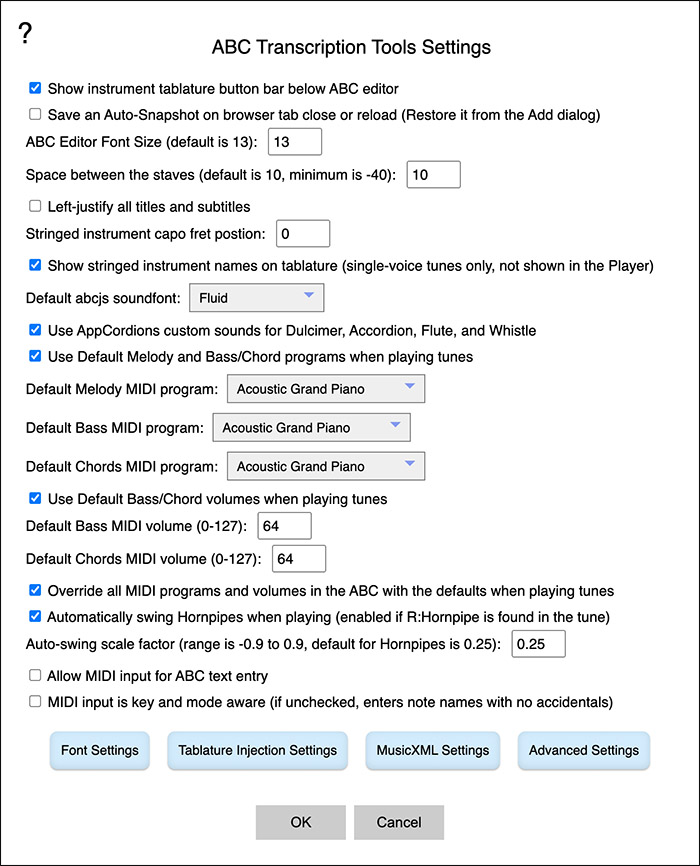 ?
ABC Transcription Tools Settings
Show instrument tablature button bar below ABC editor
Save an Auto-Snapshot on browser tab close or reload (Restore it from the Add dialog)
ABC Editor Font Size (default is 13): 13
Space between the staves (default is 10, minimum is -40): 10
Left-justify all titles and subtitles
Stringed instrument capo fret postion: 0
Show stringed instrument names on tablature (single-voice tunes only, not shown in the Player)
Default abcjs soundfont: Fluid
Use AppCordions custom sounds for Dulcimer, Accordion, Flute, and Whistle
Use Default Melody and Bass/Chord programs when playing tunes
Default Melody MIDI program: Acoustic Grand Piano
Default Bass MIDI program: Acoustic Grand Piano
Default Chords MIDI program: Acoustic Grand Piano
Use Default Bass/Chord volumes when playing tunes
Default Bass MIDI volume (0-127): 64
Default Chords MIDI volume (0-127): 64
Override all MIDI programs and volumes in the ABC with the defaults when playing tunes
Automatically swing Hornpipes when playing (enabled if R:Hornpipe is found in the tune)
Auto-swing scale factor (range is -0.9 to 0.9, default for Hornpipes is 0.25): 0.25
Allow MIDI input for ABC text entry
MIDI input is key and mode aware (if unchecked, enters note names with no accidentals)
Font Settings Tablature Injection Settings MusicXML Settings Advanced Settings
OK Cancel